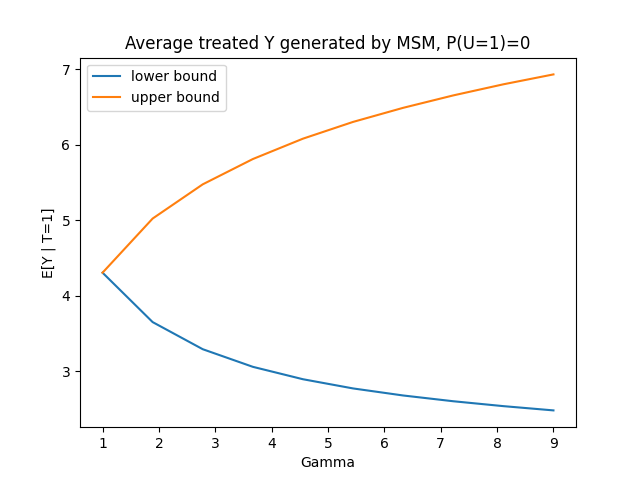 Average treated Y generated by MSM, P(U=1)=0
lower bound
upper bound
7
6
5
4
3
E[Y | T=1]
1 2 3 4 5 6 7 8 9
Gamma